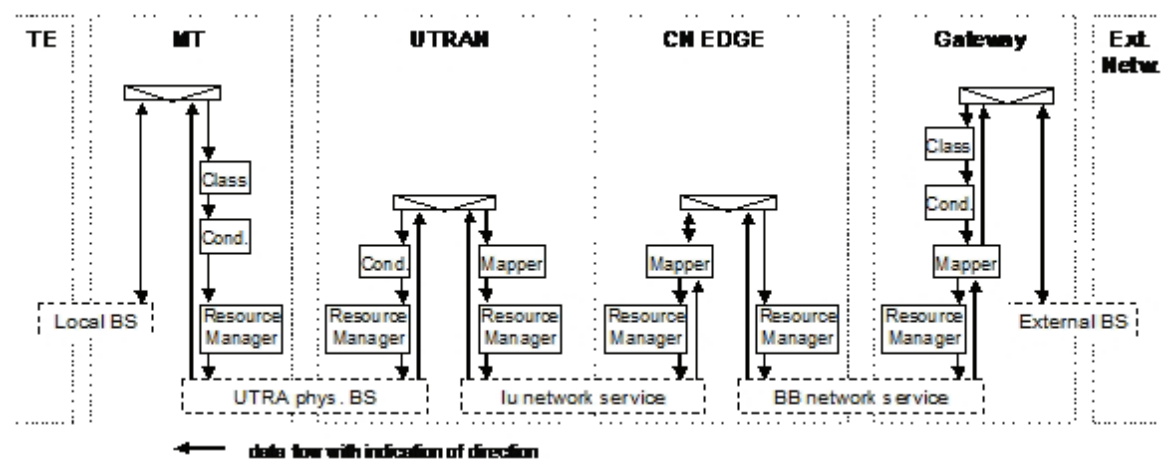 TE
MT
UTRAN
CN EDGE
Gateway
Ext.
Netw.
Class
Cond.
Class
Cond.
Cond.
Mapper
Mapper
Mapper
Local BS
Resource
Manager
Resource
Manager
Resource
Manager
Resource
Manager
Resource
Manager
Resource
Manager
External BS
UTRA phys. BS
Iu network service
BB network service
data flow with indication of direction